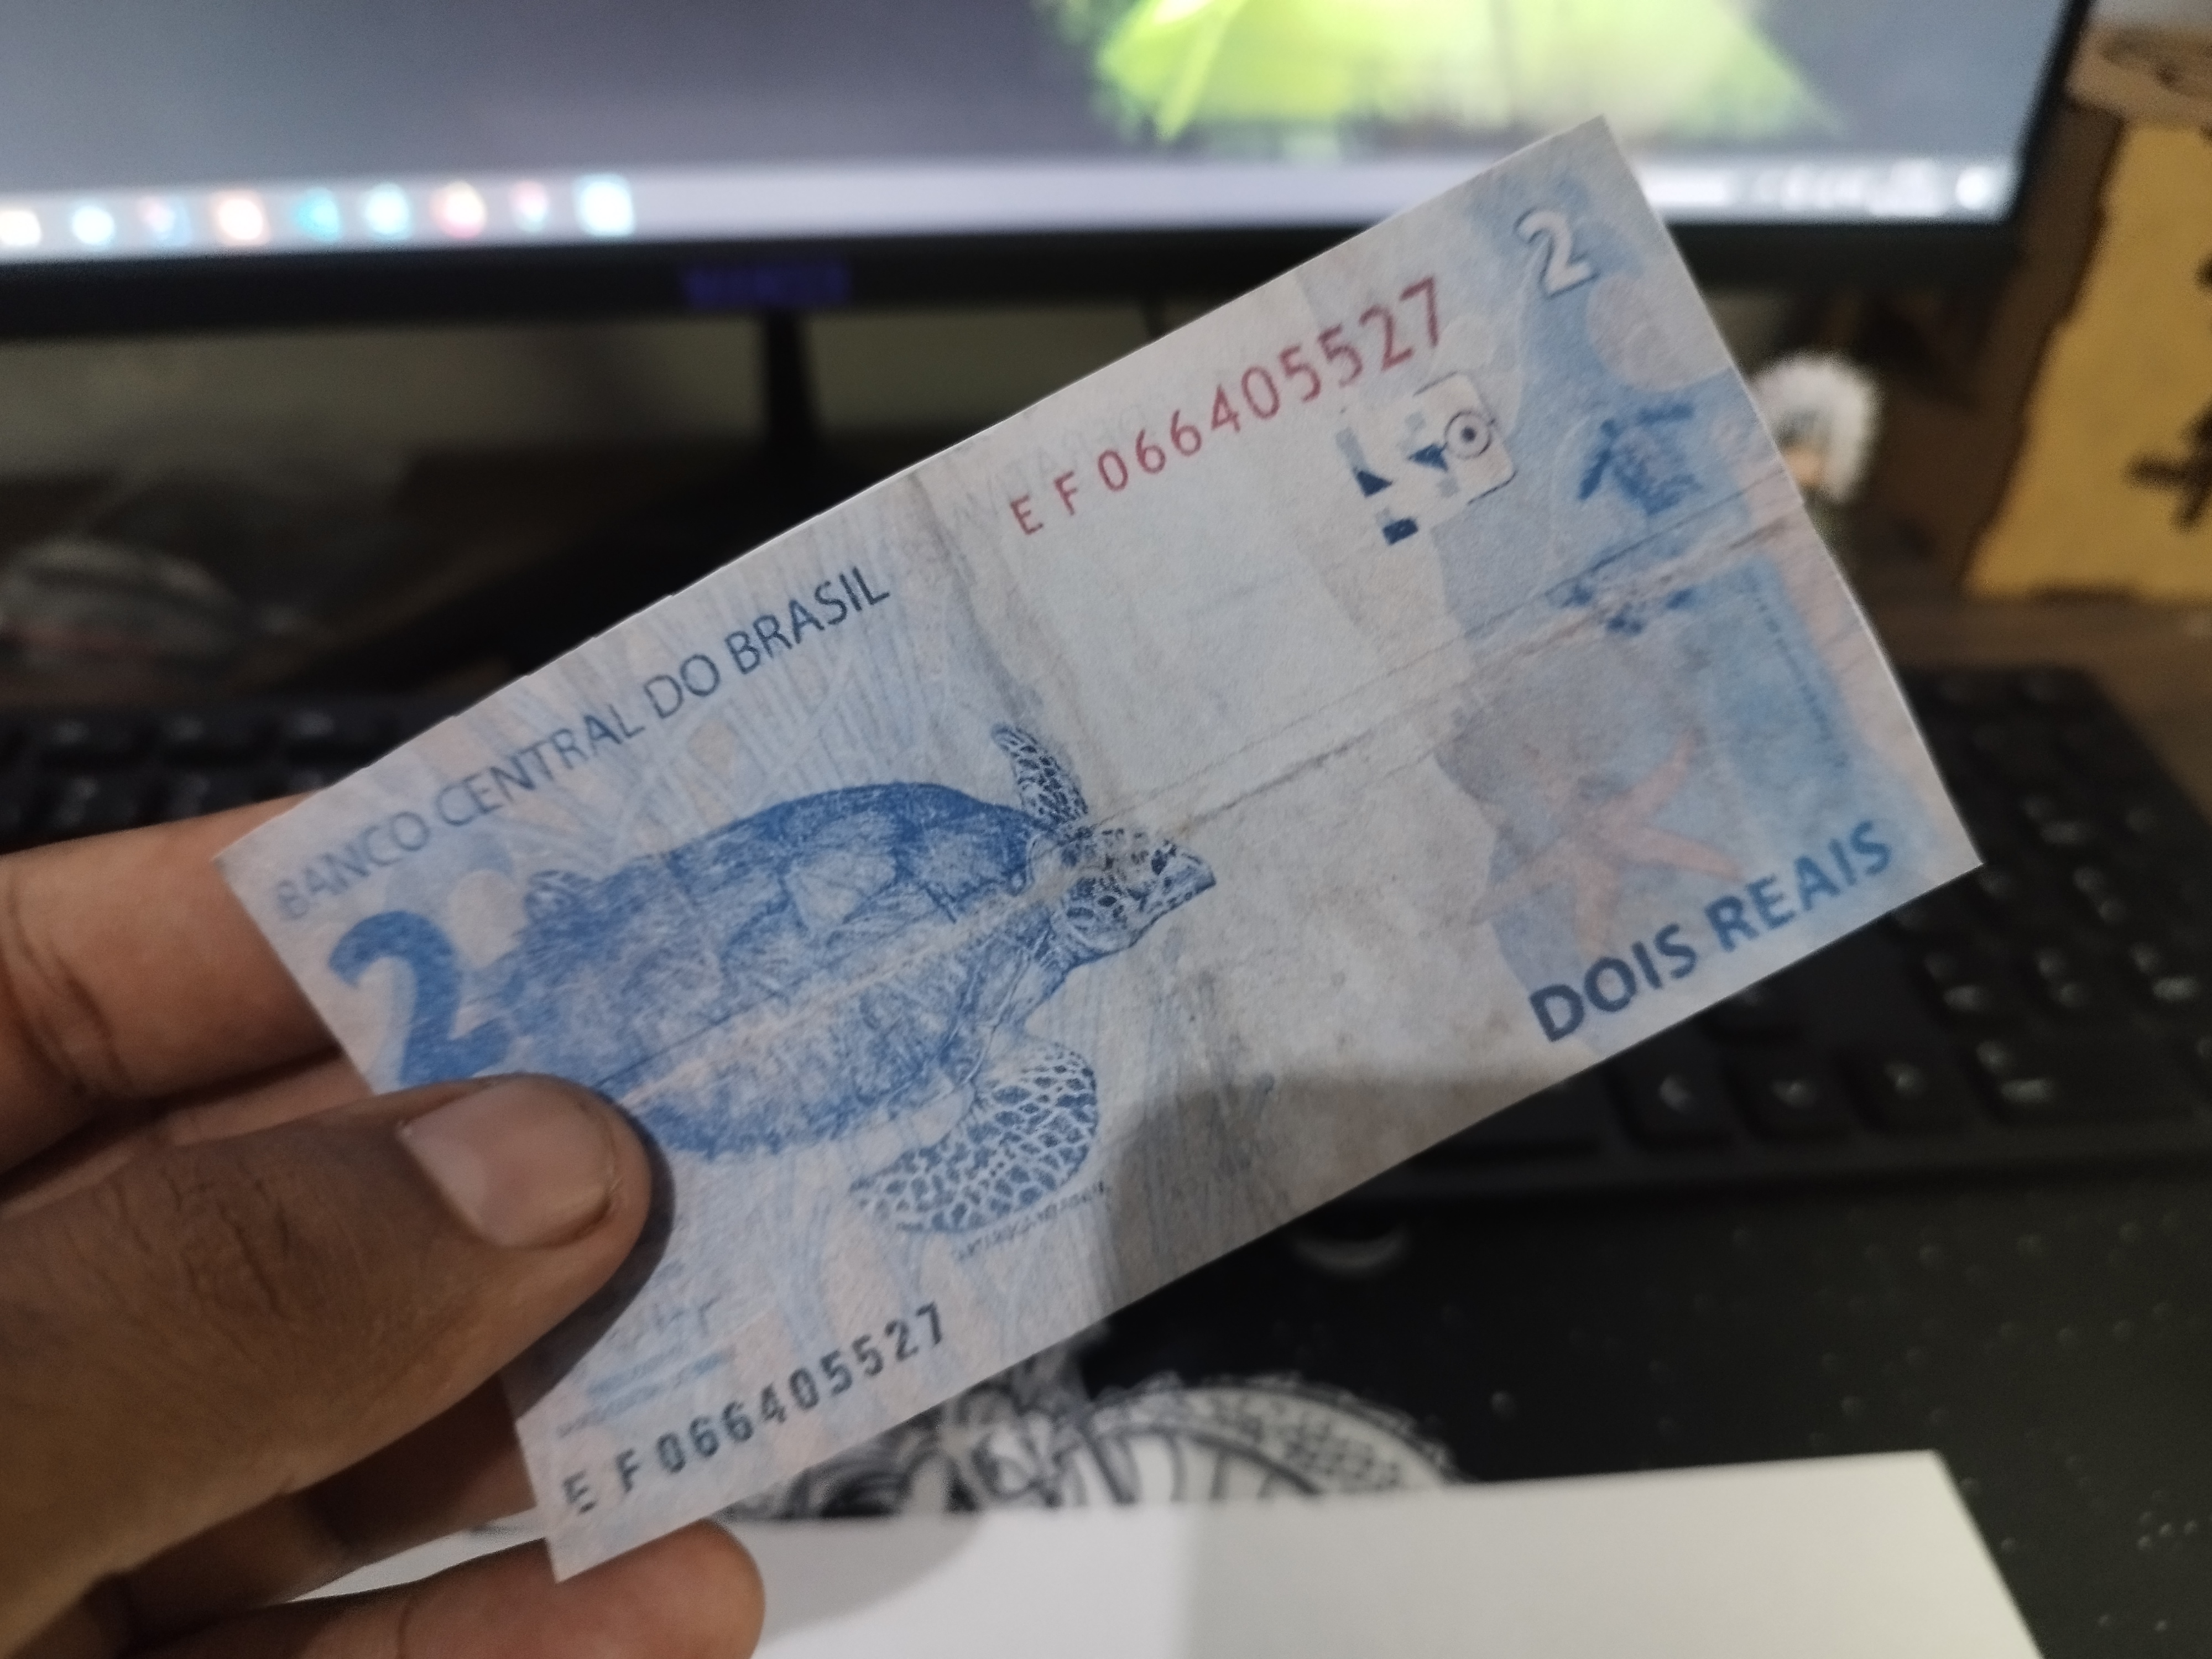 2
EF066405527
BANCO CENTRAL DO BRASIL
2
DOIS REAIS
EF066405527